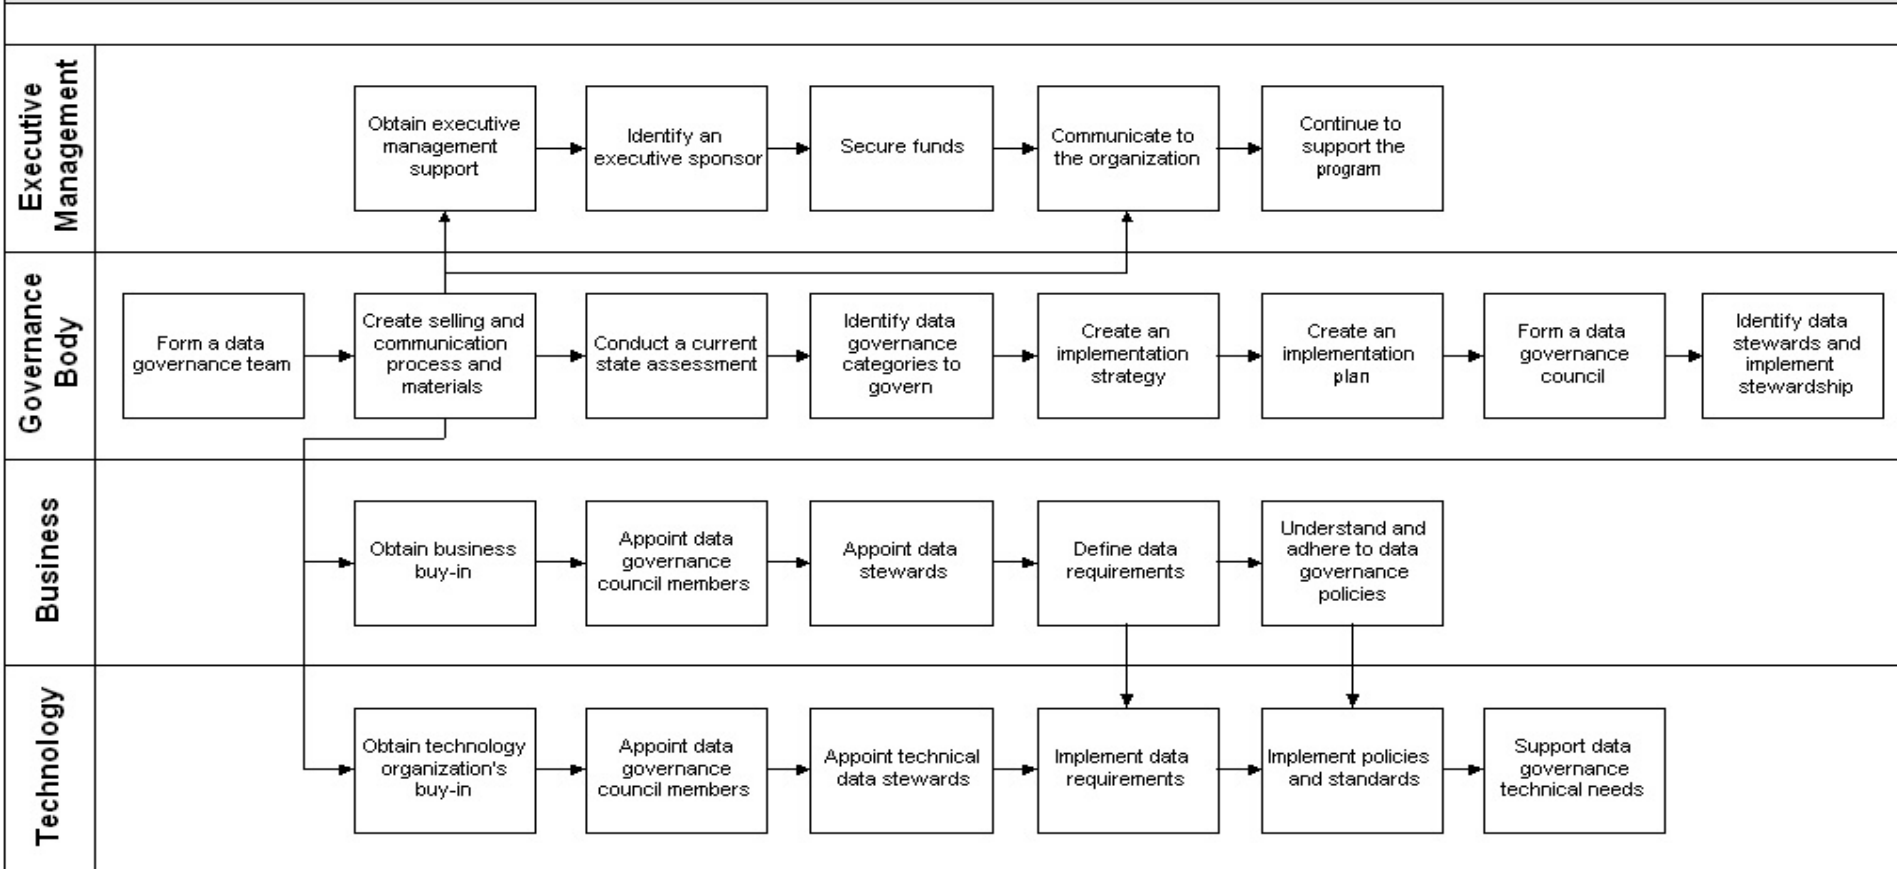 Executive
Management
Obtain executive
management
support
Identify an
executive sponsor
Secure funds
Communicate to
the organization
Continue to
support the
program
Governance
Body
Form a data
governance team
Create selling and
communication
process and
materials
Conduct a current
state assessment
Identify data
governance
categories to
govern
Create an
implementation
strategy
Create an
implementation
plan
Form a data
governance
council
Identify data
stewards and
implement
stewardship
Business
Obtain business
buy-in
Appoint data
governance
council members
Appoint data
stewards
Define data
requirements
Understand and
adhere to data
governance
policies
Technology
Obtain technology
organization's
buy-in
Appoint data
governance
council members
Appoint technical
data stewards
Implement data
requirements
Implement policies
and standards
Support data
governance
technical needs